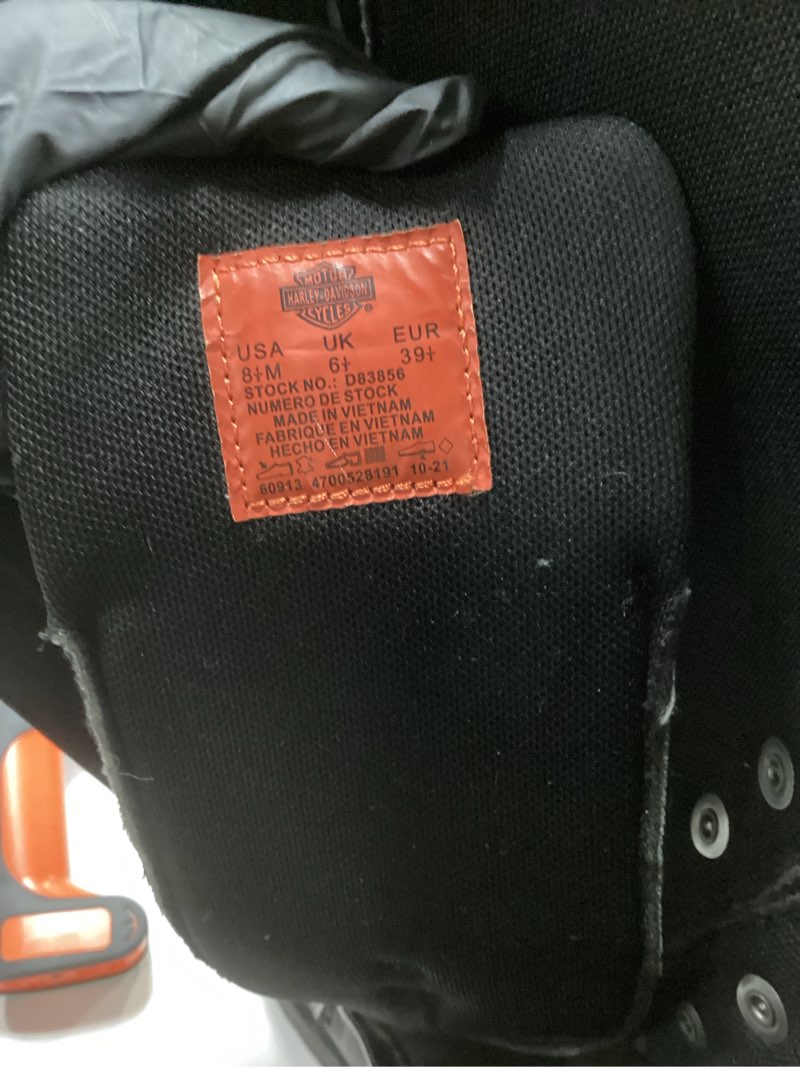 MOTOR
HARLEY-DAVIDSON
CYCLES
®
USA UK EUR
8½M 6½ 39½
STOCK NO.: D83856
NUMERO DE STOCK
MADE IN VIETNAM
FABRIQUE EN VIETNAM
HECHO EN VIETNAM
60913 4700528191 10-21